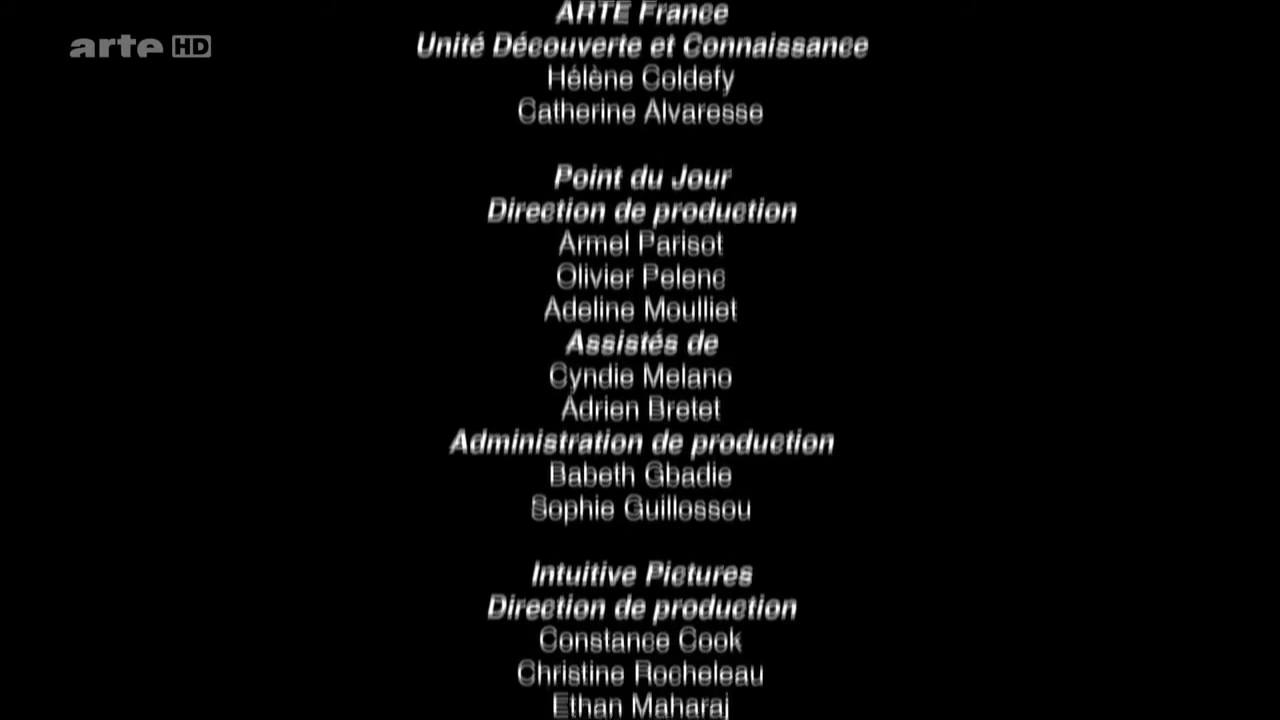 arte HD
ARTE France
Unité Découverte et Connaissance
Hélène Coldefy
Catherine Alvaresse
Point du Jour
Direction de production
Armel Parisot
Olivier Pelenc
Adeline Moulliet
Assistés de
Cyndie Melano
Adrien Bretet
Administration de production
Babeth Gbadie
Sophie Guillossou
Intuitive Pictures
Direction de production
Constance Cook
Christine Rocheleau
Ethan Maharaj